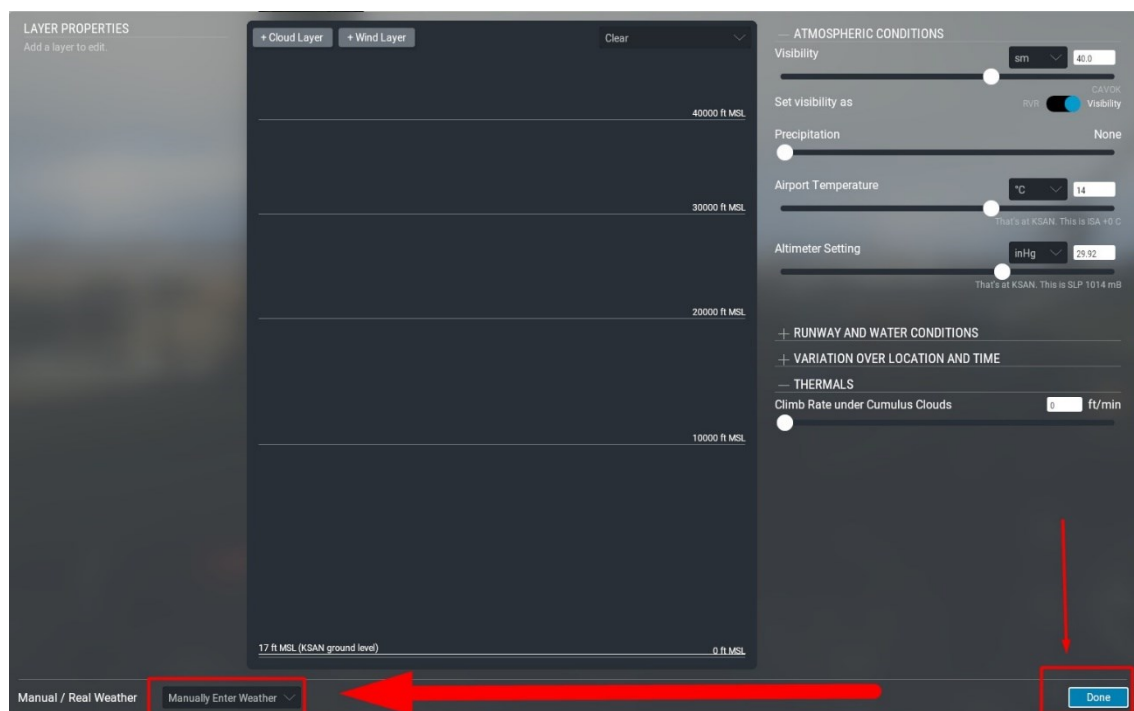 LAYER PROPERTIES
Add a layer to edit.
+ Cloud Layer
+ Wind Layer
Clear
40000 ft MSL
30000 ft MSL
20000 ft MSL
10000 ft MSL
17 ft MSL (KSAN ground level)
0 ft MSL
— ATMOSPHERIC CONDITIONS
Visibility
sm
40.0
CAVOK
Set visibility as
RVR
Visibility
Precipitation
None
Airport Temperature
°C
14
That's at KSAN. This is ISA +0 C
Altimeter Setting
inHg
29.92
That's at KSAN. This is SLP 1014 mB
+ RUNWAY AND WATER CONDITIONS
+ VARIATION OVER LOCATION AND TIME
— THERMALS
Climb Rate under Cumulus Clouds
0
ft/min
Manual / Real Weather
Manually Enter Weather
Done